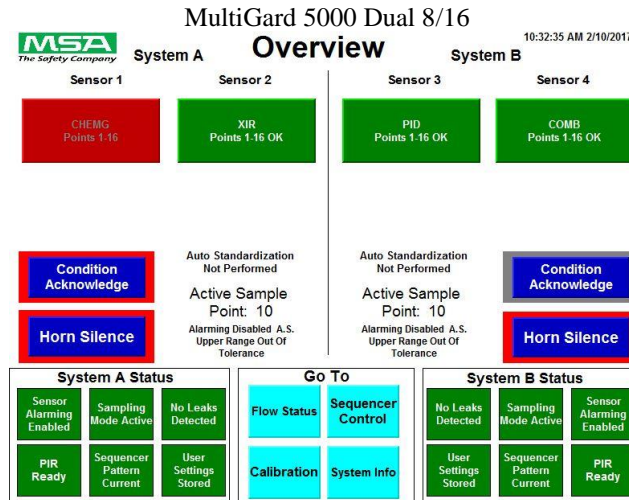 MultiGard 5000 Dual 8/16
MSA
The Safety Company
System A
Overview
System B
10:32:35 AM 2/10/2017
Sensor 1
Sensor 2
Sensor 3
Sensor 4
CHEMG
Points 1-16
XIR
Points 1-16 OK
PID
Points 1-16 OK
COMB
Points 1-16 OK
Condition
Acknowledge
Horn Silence
Auto Standardization
Not Performed
Active Sample
Point: 10
Alarming Disabled A.S.
Upper Range Out Of
Tolerance
Auto Standardization
Not Performed
Active Sample
Point: 10
Alarming Disabled A.S.
Upper Range Out Of
Tolerance
Condition
Acknowledge
Horn Silence
System A Status
Sensor
Alarming
Enabled
Sampling
Mode Active
No Leaks
Detected
PIR
Ready
Sequencer
Pattern
Current
User
Settings
Stored
Go To
Flow Status
Sequencer
Control
Calibration
System Info
System B Status
No Leaks
Detected
Sampling
Mode Active
Sensor
Alarming
Enabled
User
Settings
Stored
Sequencer
Pattern
Current
PIR
Ready